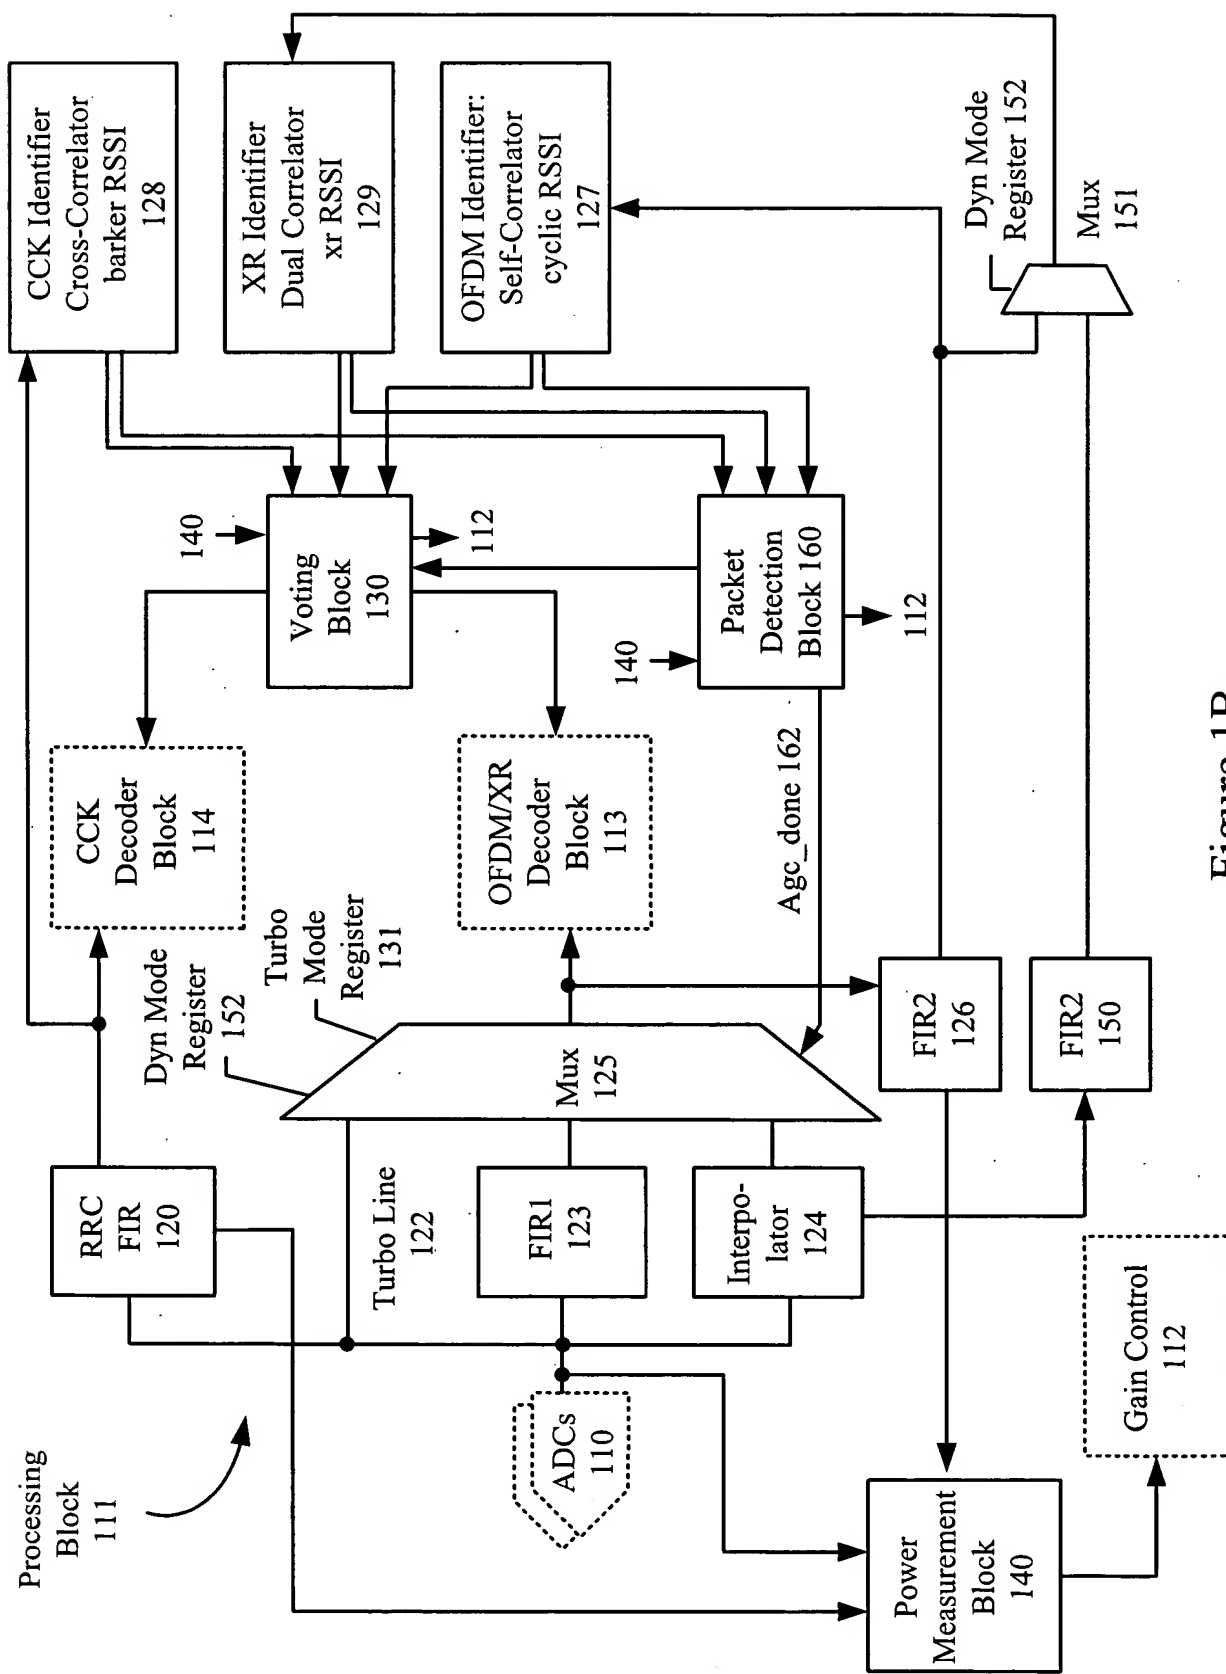 Processing
Block
111
RRC
FIR
120
CCK
Decoder
Block
114
CCK Identifier
Cross-Correlator
barker RSSI
128
Dyn Mode
Register
152
Turbo
Mode
Register
131
140
Voting
Block
130
112
XR Identifier
Dual Correlator
xr RSSI
129
Turbo Line
122
ADCs
110
FIR1
123
Mux
125
OFDM/XR
Decoder
Block
113
OFDM Identifier:
Self-Correlator
cyclic RSSI
127
Interpo-
lator
124
140
Packet
Detection
Block 160
112
Agc_done 162
Power
Measurement
Block
140
FIR2
126
Dyn Mode
Register 152
Gain Control
112
FIR2
150
Mux
151
Figure